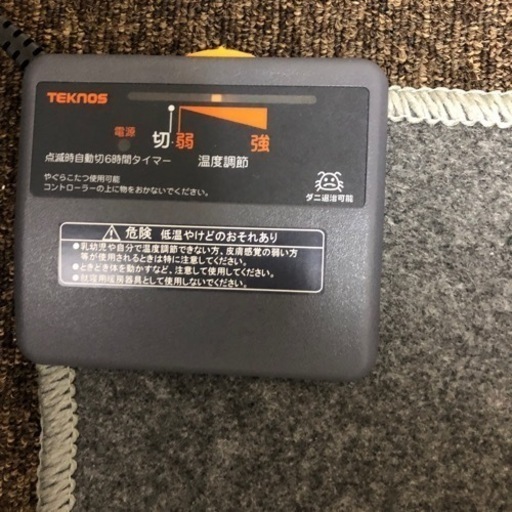 TEKNOS
電源
切・弱 強
点滅時自動切6時間タイマー 温度調節
やぐらこたつ使用可能
コントローラーの上に物をおかないでください。
ダニ退治可能
危険 低温やけどのおそれあり
●乳幼児や自分で温度調節できない方、皮膚感覚の弱い方
等が使用されるときは特に注意してください。
●ときどき体を動かすなど、注意して使用してください。
●就寝用暖房器具として使用しないでください。